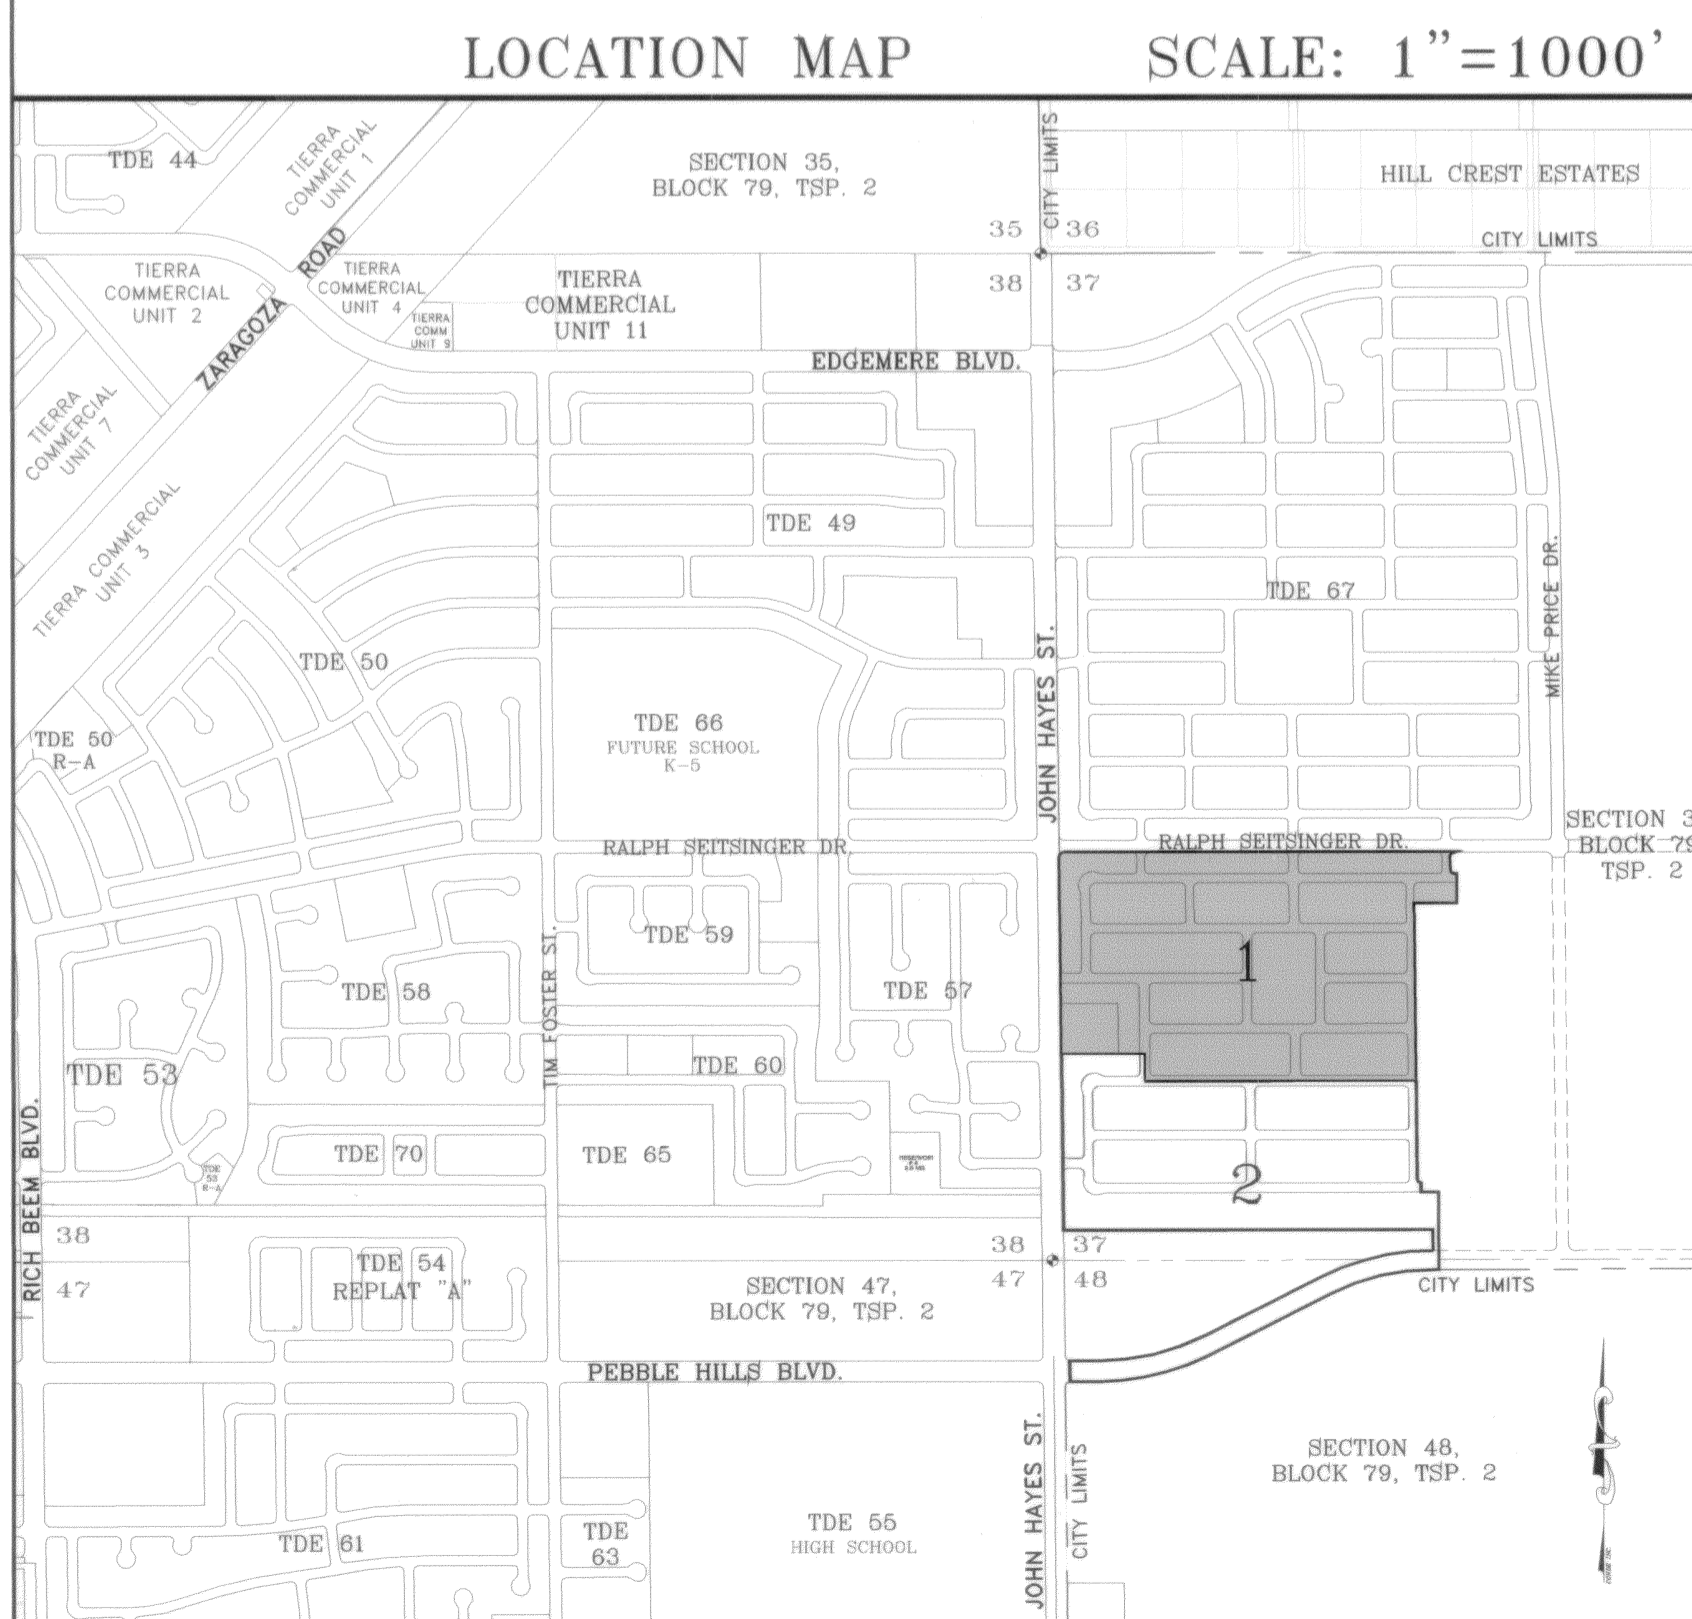 LOCATION MAP SCALE: 1"=1000'
TDE 44
TIERRA
COMMERCIAL
UNIT 1
SECTION 35,
BLOCK 79, TSP. 2
CITY LIMITS
HILL CREST ESTATES
35 36
CITY LIMITS
ROAD
TIERRA
COMMERCIAL
UNIT 2
TIERRA
COMMERCIAL
UNIT 4
TIERRA
COMM
UNIT 9
TIERRA
COMMERCIAL
UNIT 11
38 37
ZARAGOZA
EDGEMERE BLVD.
TIERRA
COMMERCIAL
UNIT 7
TIERRA COMMERCIAL
UNIT 3
TDE 49
TDE 67
MIKE PRICE DR.
TDE 50
JOHN HAYES ST.
TDE 50
R-A
TDE 66
FUTURE SCHOOL
K-5
RALPH SEITSINGER DR.
RALPH SEITSINGER DR.
SECTION 3
BLOCK 79
TSP. 2
TDE 59
TIM FOSTER ST.
TDE 58
TDE 57
1
TDE 53
TDE 60
RICH BEEM BLVD.
TDE 70
TDE 65
TDE
53
R-A
2
38
47
TDE 54
REPLAT "A"
38 37
47 48
SECTION 47,
BLOCK 79, TSP. 2
CITY LIMITS
PEBBLE HILLS BLVD.
JOHN HAYES ST.
CITY LIMITS
SECTION 48,
BLOCK 79, TSP. 2
TDE 61
TDE
63
TDE 55
HIGH SCHOOL